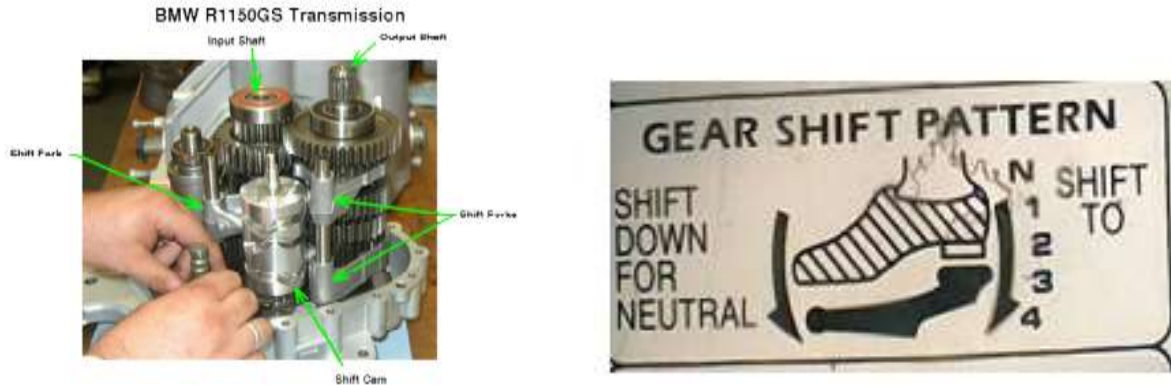 BMW R1150GS Transmission
Input Shaft
Output Shaft
Shift Fork
Shift Forks
Shift Cam
GEAR SHIFT PATTERN
SHIFT
DOWN
FOR
NEUTRAL
N
1
2
3
4
SHIFT
TO